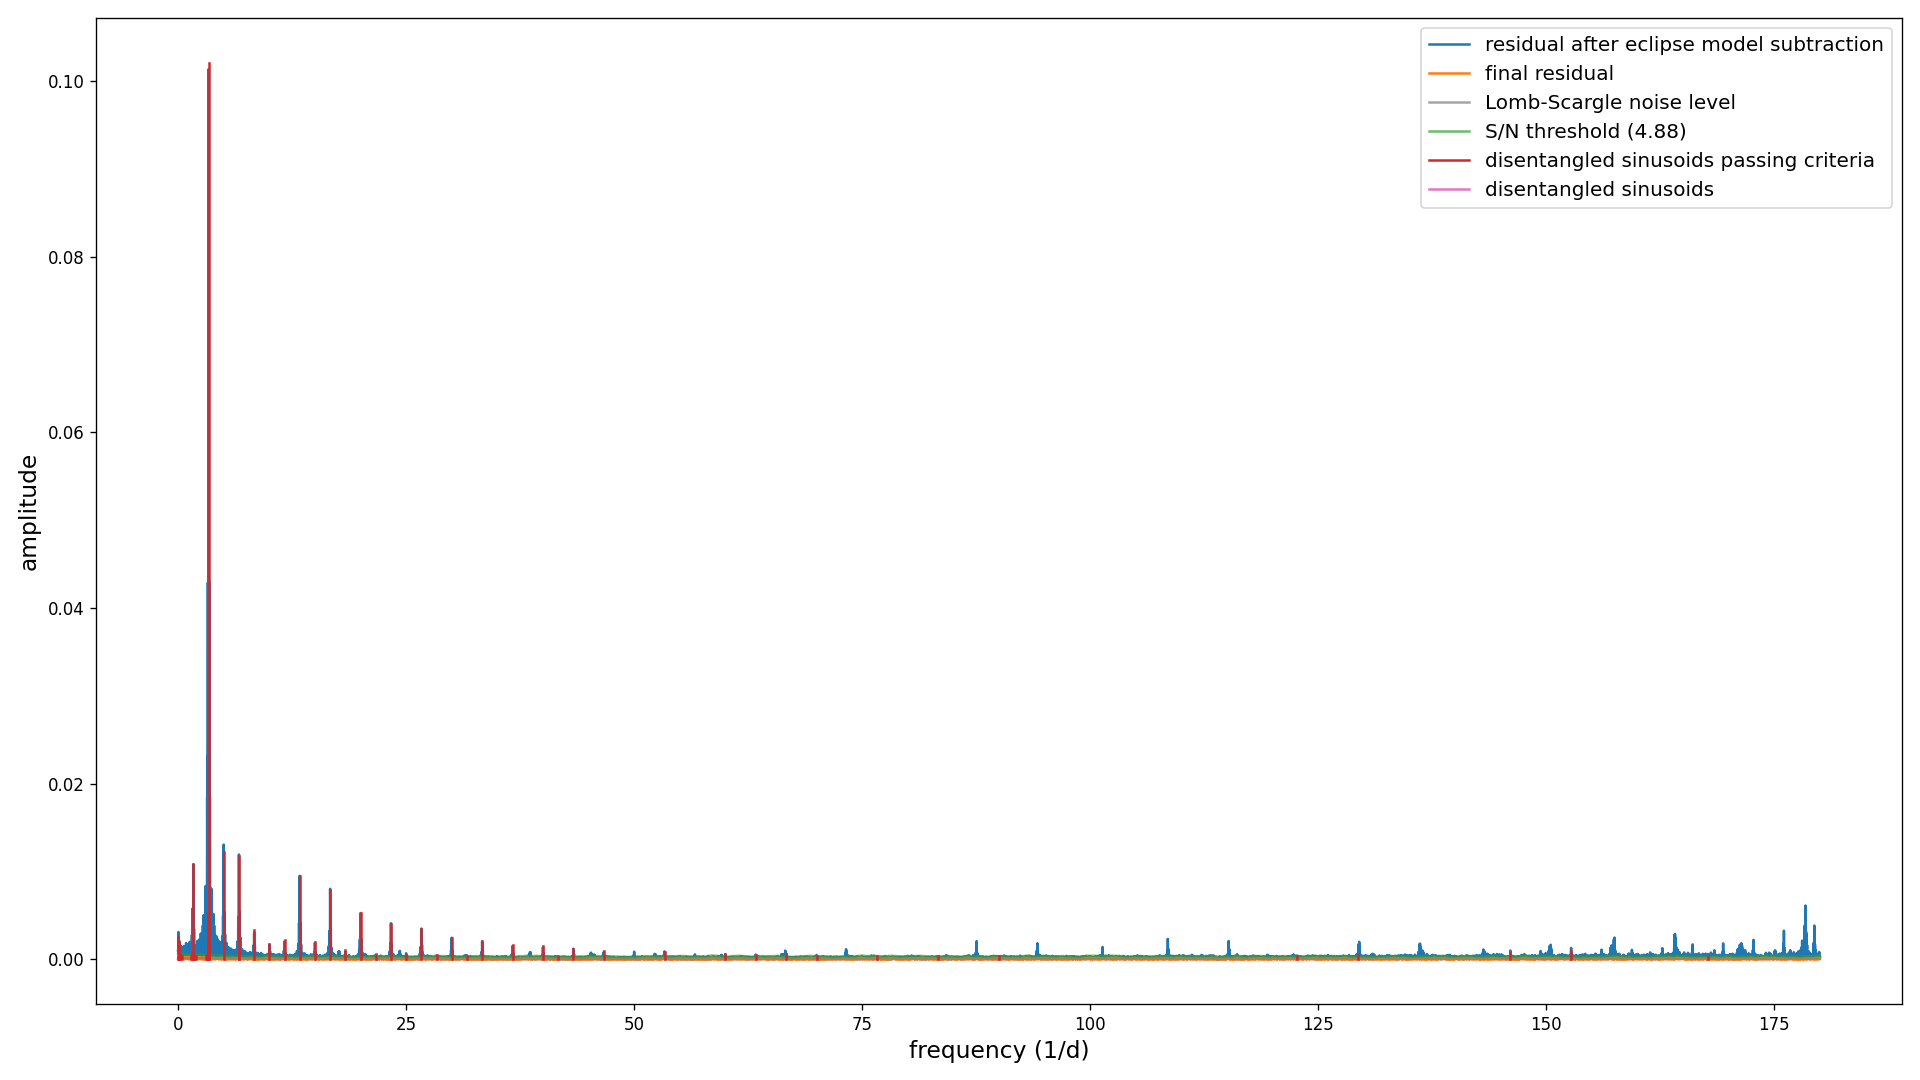 residual after eclipse model subtraction
final residual
Lomb-Scargle noise level
S/N threshold (4.88)
disentangled sinusoids passing criteria
disentangled sinusoids
0.10
0.08
0.06
0.04
0.02
0.00
amplitude
0 25 50 75 100 125 150 175
frequency (1/d)